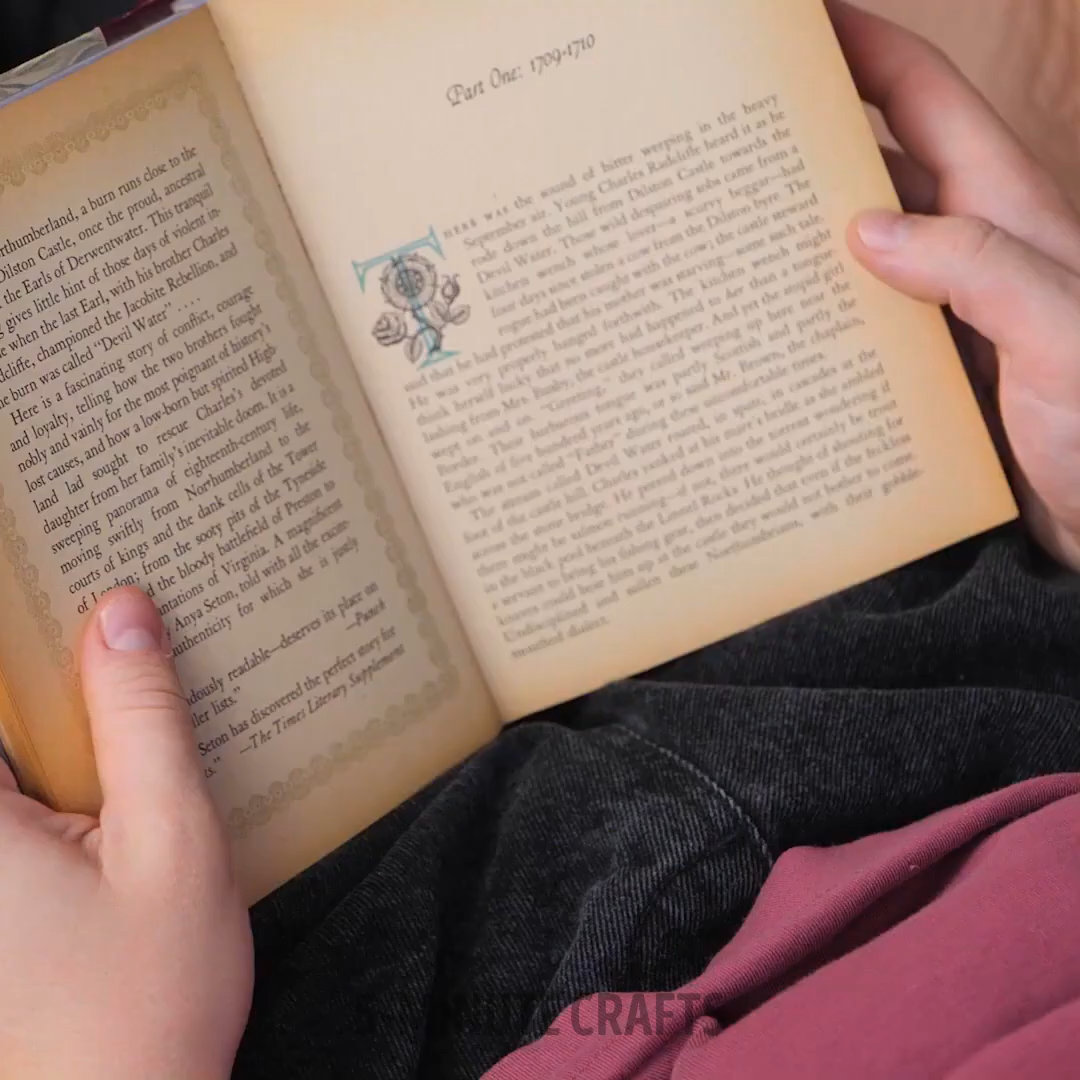 rthumberland, a burn runs close to the
Dilston Castle, once the proud, ancestral
the Earls of Derwentwater. This tranquil
gives little hint of those days of violent in-
e when the last Earl, with his brother Charles
dcliffe, championed the Jacobite Rebellion, and
he burn was called "Devil Water" ....
Here is a fascinating story of conflict, courage
and loyalty, telling how the two brothers fought
nobly and vainly for the most poignant of history's
lost causes, and how a low-born but spirited High-
land lad sought to rescue Charles's devoted
daughter from her family's inevitable doom. It is a
sweeping panorama of eighteenth-century life,
moving swiftly from Northumberland to the
courts of kings and the dank cells of the Tower
of London; from the sooty pits of the Tyneside
d the bloody battlefield of Preston to
ntations of Virginia. A magnificent
Anya Seton, told with all the excite-
uthenticity for which she is justly
dously readable—deserves its place on
ler lists."
—Punch
Seton has discovered the perfect story for
ts."
—The Times Literary Supplement
Part One: 1709-1710
THERE WAS the sound of bitter weeping in the heavy
September air. Young Charles Radcliffe heard it as he
rode down the hill from Dilston Castle towards the
Devil Water. Those wild despairing sobs came from a
kitchen wench whose lover—a scurvy beggar—had
four days since stolen a cow from the Dilston byre. The
rogue had been caught with the cow; the castle steward
said that he had protested that his mother was starving—some such tale.
He was very properly hanged forthwith. The kitchen wench might
thank herself lucky that no more had happened to her than a tongue
lashing from Mrs. Busby, the castle housekeeper. And yet the stupid girl
wept on and on. "Greeting," they called weeping up here near the
Border. Their barbarous tongue was partly Scottish and partly the
English of five hundred years ago, or so said Mr. Brown, the chaplain,
who was not called "Father" during these uncomfortable times.
The stream called Devil Water roared, in spate, in cascades at the
foot of the castle hill. Charles yanked at his mare's bridle as she ambled
across the stone bridge. He peered down into the torrent wondering if
there might be salmon running—if not, there would certainly be trout
in the black pool beneath the Linnel Rocks. He thought of shouting for
a servant to bring his fishing gear, then decided that even if the feckless
knaves could hear him up at the castle they would not bother to come.
Undisciplined and sullen these Northumbrians, with their gobble-
mouthed dialect.
5-MINUTE CRAFTS